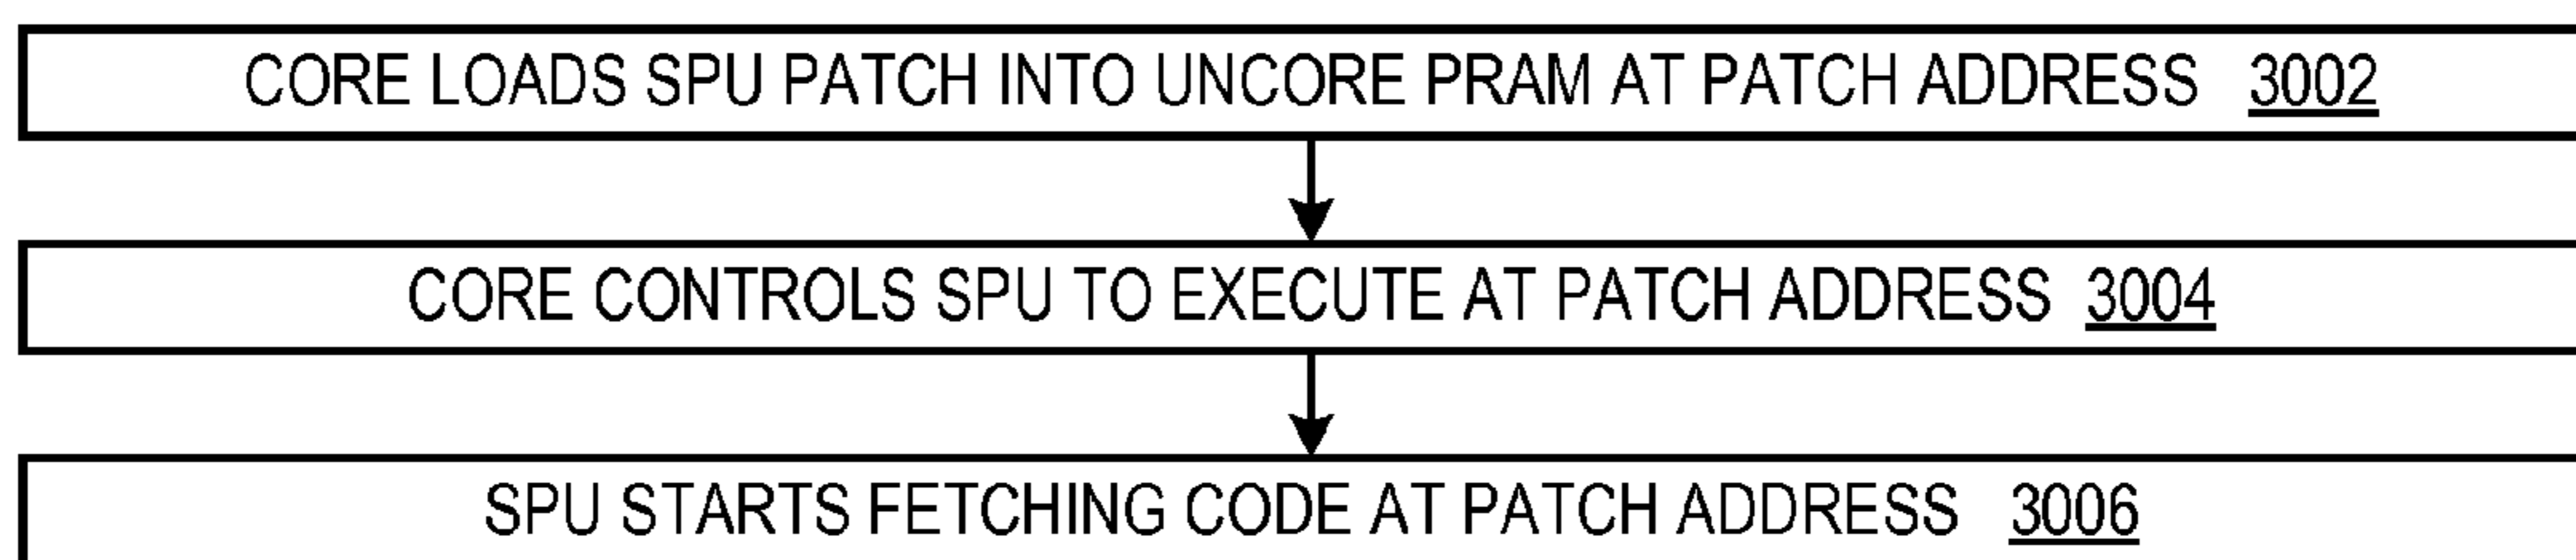 CORE LOADS SPU PATCH INTO UNCORE PRAM AT PATCH ADDRESS 3002
CORE CONTROLS SPU TO EXECUTE AT PATCH ADDRESS 3004
SPU STARTS FETCHING CODE AT PATCH ADDRESS 3006